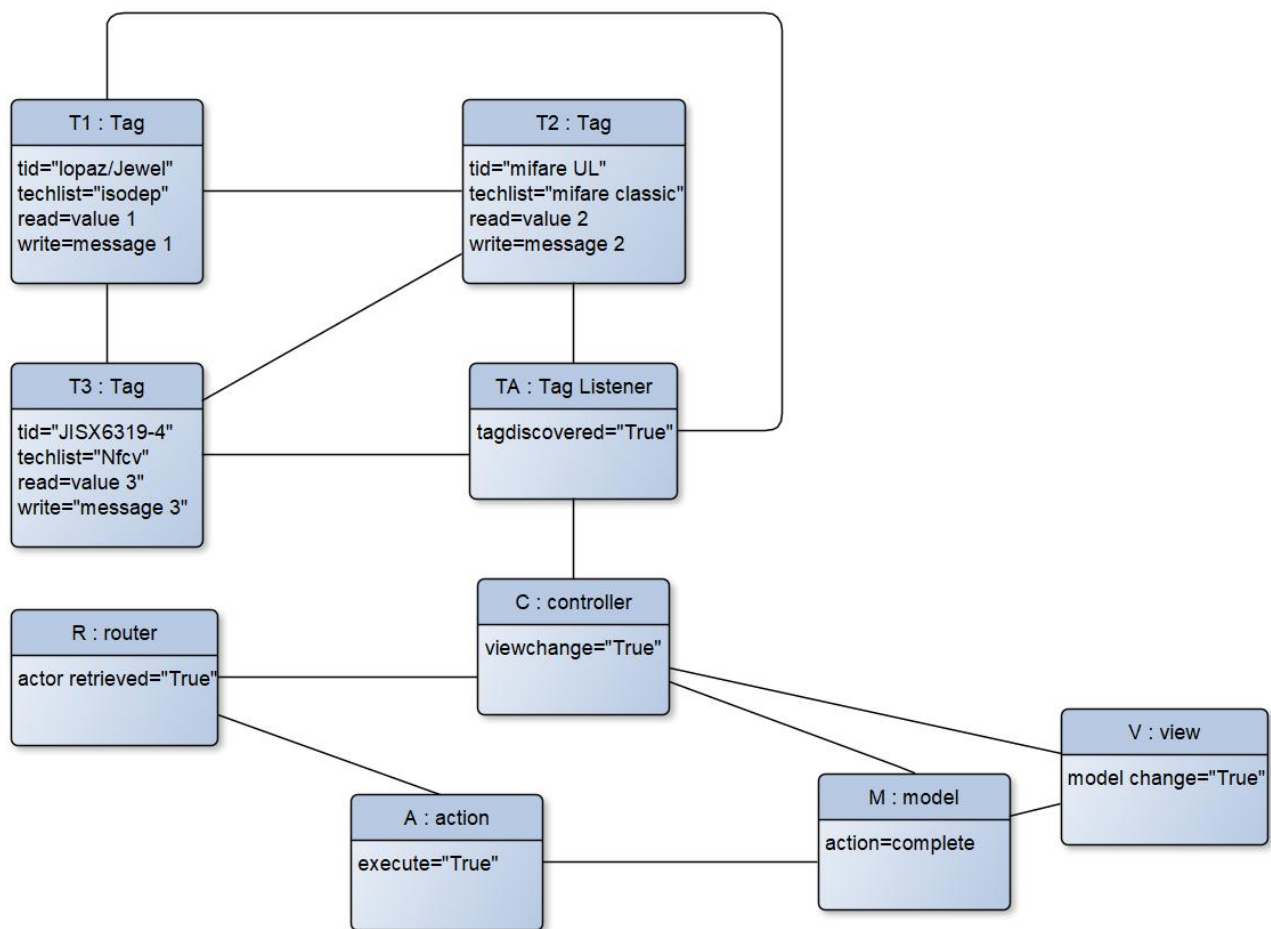 T1 : Tag
tid="lopaz/Jewel"
techlist="isodep"
read=value 1
write=message 1
T2 : Tag
tid="mifare UL"
techlist="mifare classic"
read=value 2
write=message 2
T3 : Tag
tid="JISX6319-4"
techlist="Nfcv"
read=value 3"
write="message 3"
TA : Tag Listener
tagdiscovered="True"
C : controller
viewchange="True"
R : router
actor retrieved="True"
V : view
model change="True"
M : model
action=complete
A : action
execute="True"